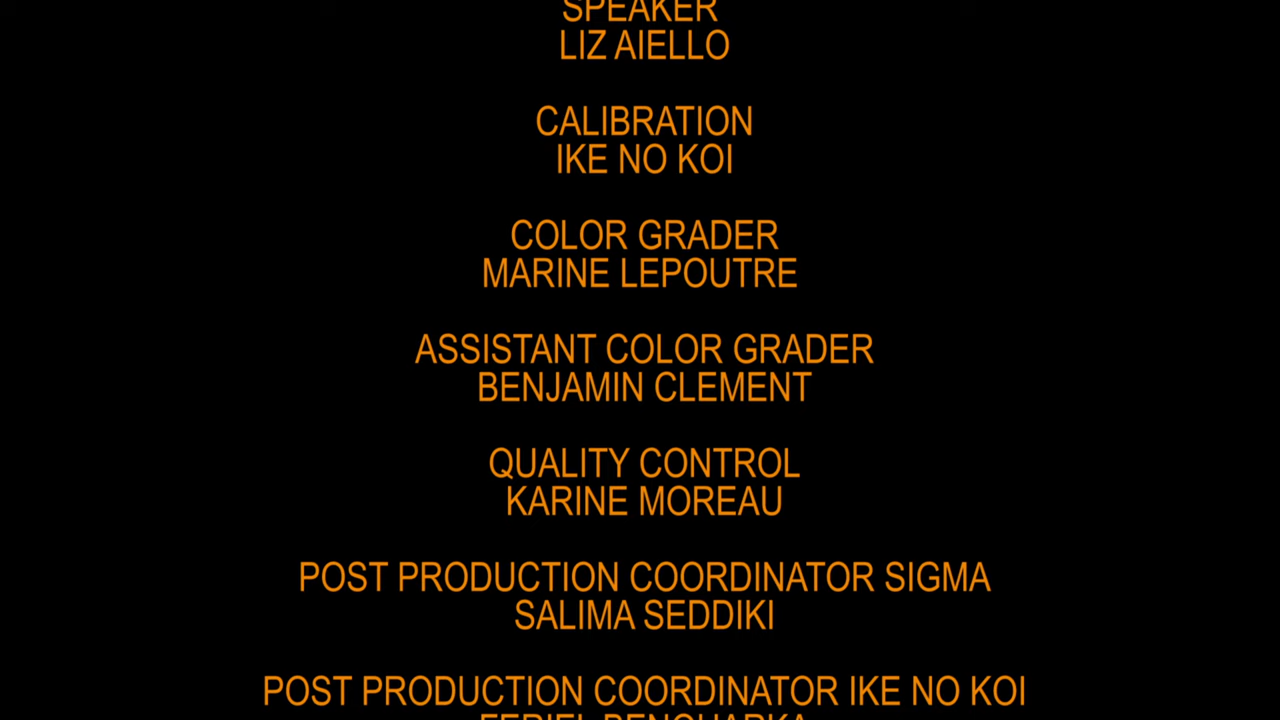 SPEAKER
LIZ AIELLO
CALIBRATION
IKE NO KOI
COLOR GRADER
MARINE LEPOUTRE
ASSISTANT COLOR GRADER
BENJAMIN CLEMENT
QUALITY CONTROL
KARINE MOREAU
POST PRODUCTION COORDINATOR SIGMA
SALIMA SEDDIKI
POST PRODUCTION COORDINATOR IKE NO KOI